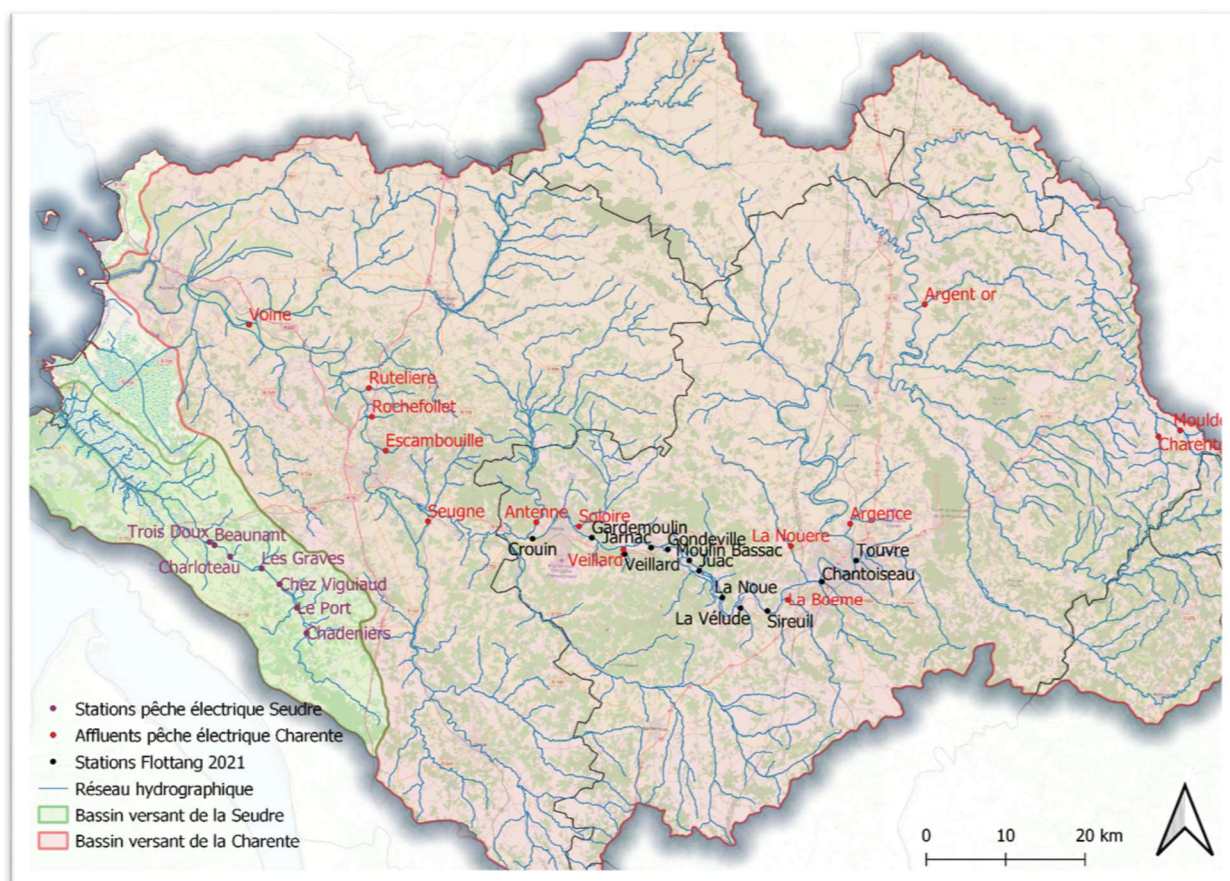 Argent or
Voine
Ruteliere
Rochefollet
Escambouille
Mould
Charent
Seugne
Antenne
Soloire
Argence
Gardemoulin
Trois Doux
Beaunant
Crouin
Jarnac
Gondeville
La Nouere
Touvre
Charloteau
Les Graves
Veillard
Veillard
Moulin Bassac
Juac
Chantoiseau
Chez Viguiaud
La Noue
La Boeme
Le Port
La Vélude
Sireuil
Chadeniers
Stations pêche électrique Seudre
Affluents pêche électrique Charente
Stations Flottang 2021
Réseau hydrographique
Bassin versant de la Seudre
Bassin versant de la Charente
0 10 20 km